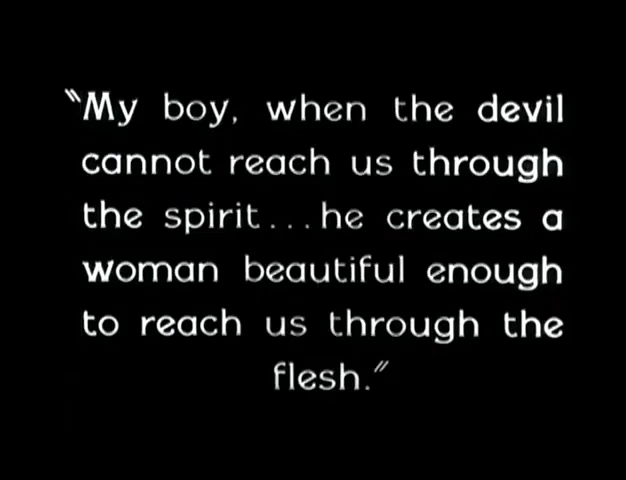 "My boy, when the devil
cannot reach us through
the spirit...he creates a
woman beautiful enough
to reach us through the
flesh."